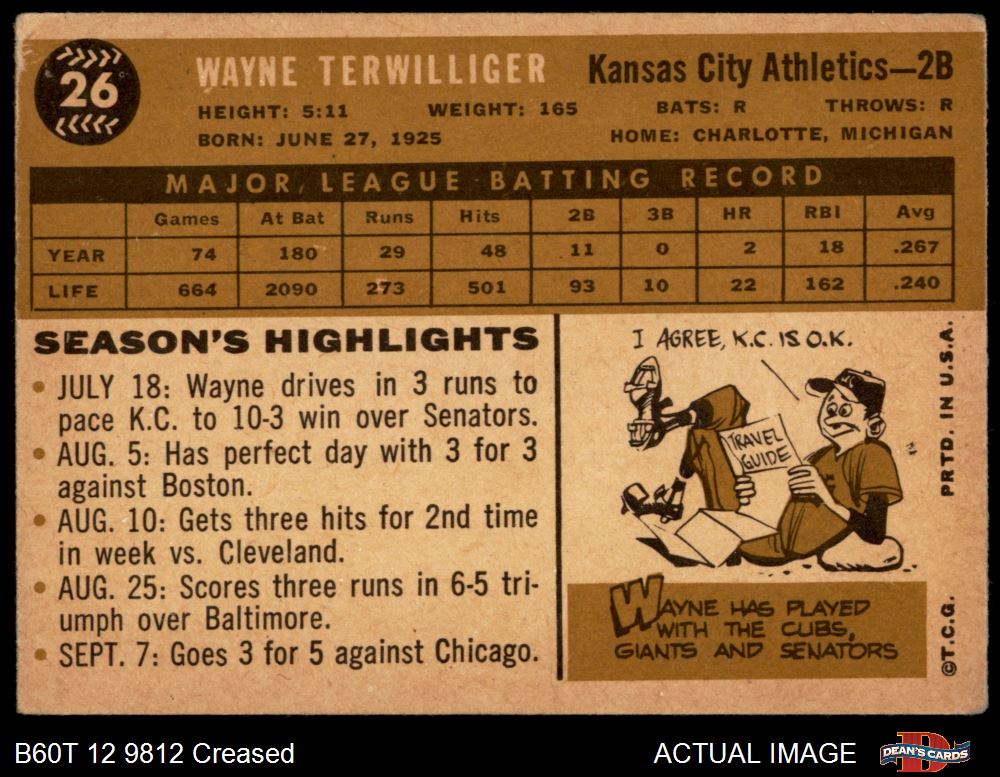 26
WAYNE TERWILLIGER
Kansas City Athletics—2B
HEIGHT: 5:11 WEIGHT: 165 BATS: R THROWS: R
BORN: JUNE 27, 1925 HOME: CHARLOTTE, MICHIGAN
MAJOR LEAGUE BATTING RECORD
Games At Bat Runs Hits 2B 3B HR RBI Avg
YEAR 74 180 29 48 11 0 2 18 .267
LIFE 664 2090 273 501 93 10 22 162 .240
SEASON'S HIGHLIGHTS
• JULY 18: Wayne drives in 3 runs to
pace K.C. to 10-3 win over Senators.
• AUG. 5: Has perfect day with 3 for 3
against Boston.
• AUG. 10: Gets three hits for 2nd time
in week vs. Cleveland.
• AUG. 25: Scores three runs in 6-5 tri-
umph over Baltimore.
• SEPT. 7: Goes 3 for 5 against Chicago.
I AGREE, K.C. IS O.K.
TRAVEL
GUIDE
WAYNE HAS PLAYED
WITH THE CUBS,
GIANTS AND SENATORS
©T.C.G. PRTD. IN U.S.A.
B60T 12 9812 Creased
ACTUAL IMAGE
DEAN'S CARDS